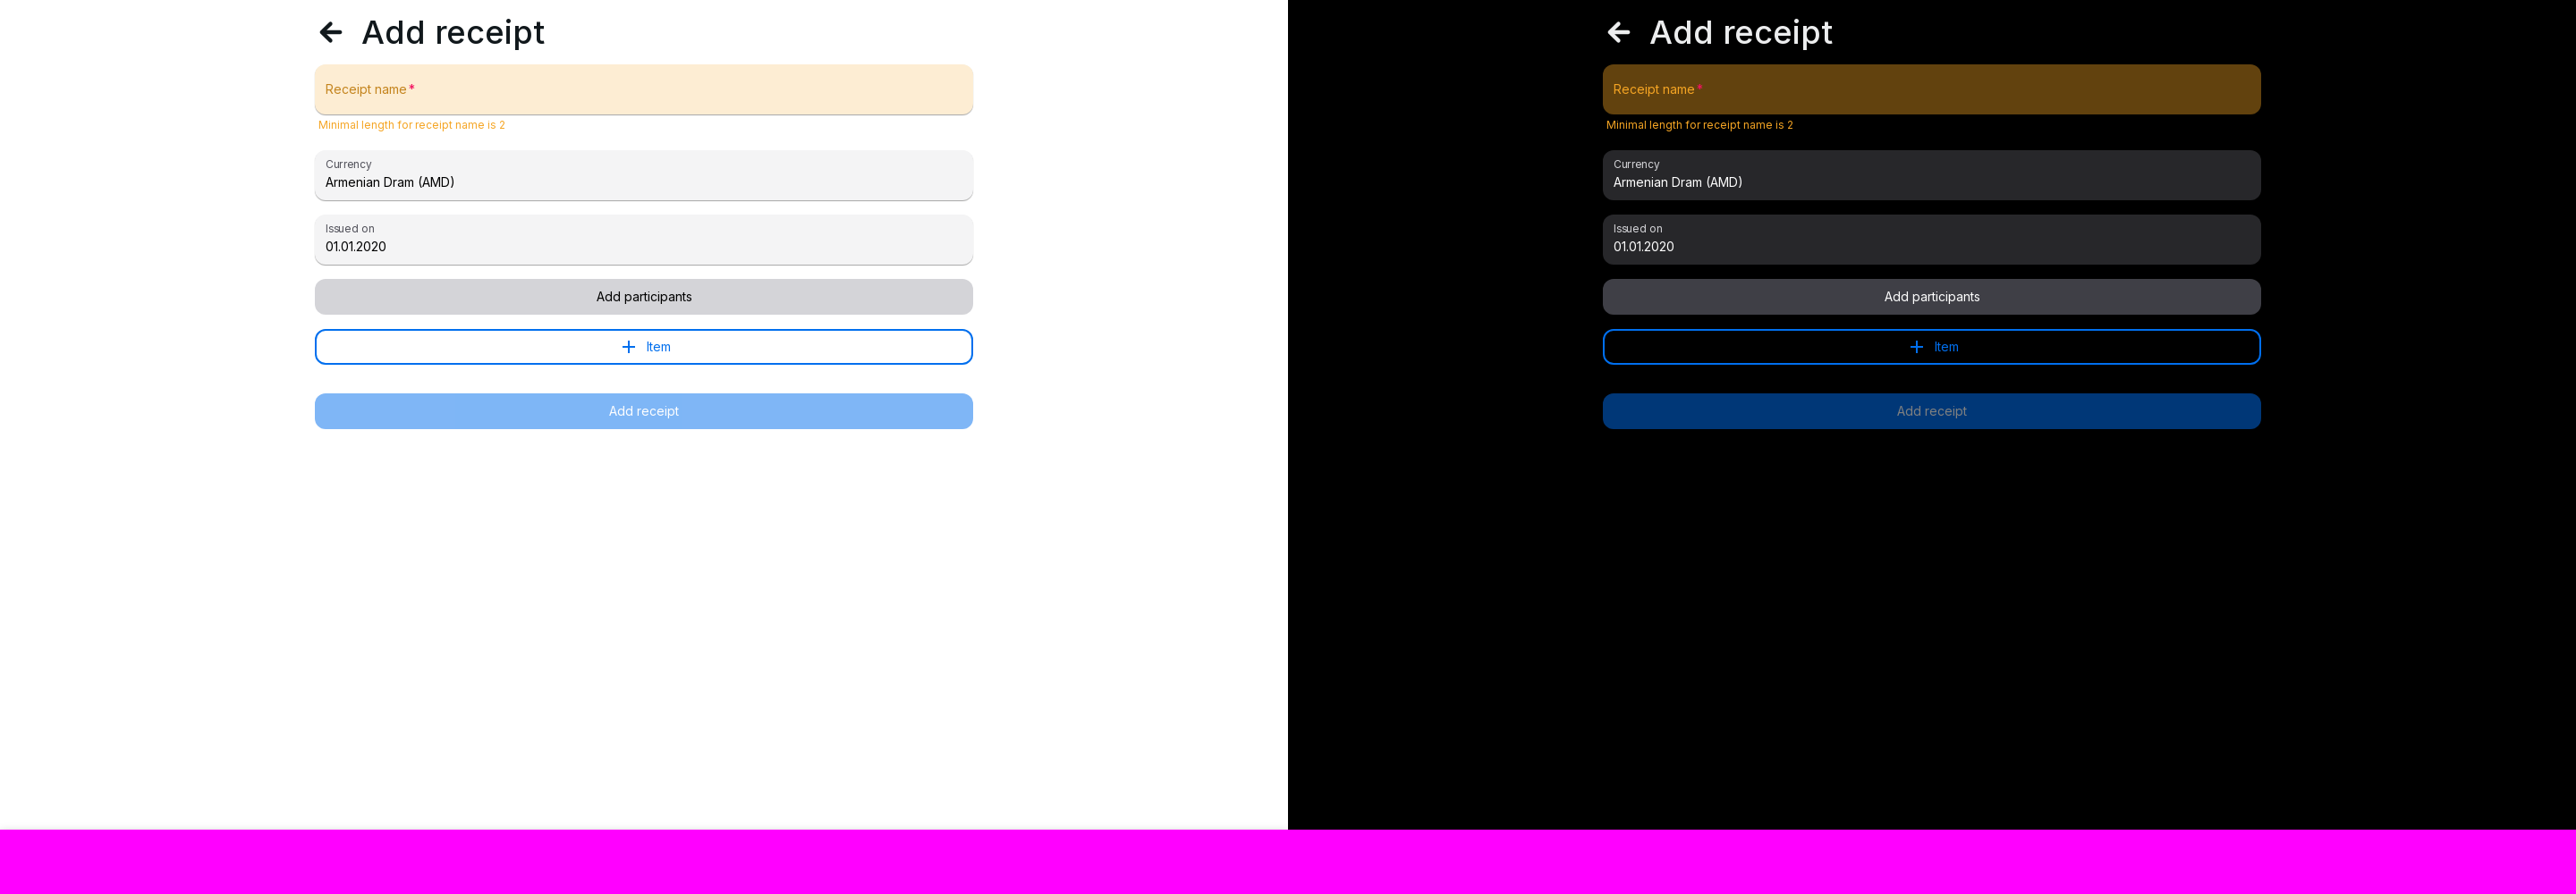 Add receipt
Receipt name*
Minimal length for receipt name is 2
Currency
Armenian Dram (AMD)
Issued on
01.01.2020
Add participants
+ Item
Add receipt
Add receipt
Receipt name*
Minimal length for receipt name is 2
Currency
Armenian Dram (AMD)
Issued on
01.01.2020
Add participants
+ Item
Add receipt